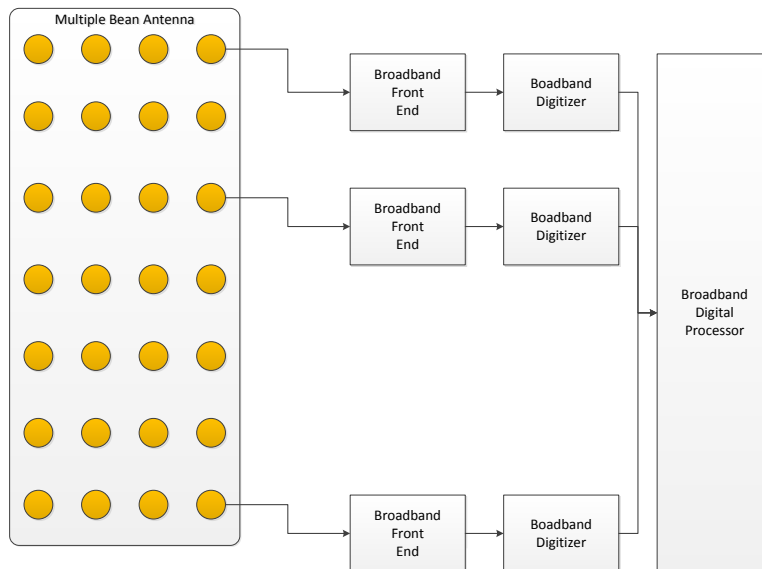 Multiple Bean Antenna
Broadband
Front
End
Boadband
Digitizer
Broadband
Front
End
Boadband
Digitizer
Broadband
Digital
Processor
Broadband
Front
End
Boadband
Digitizer